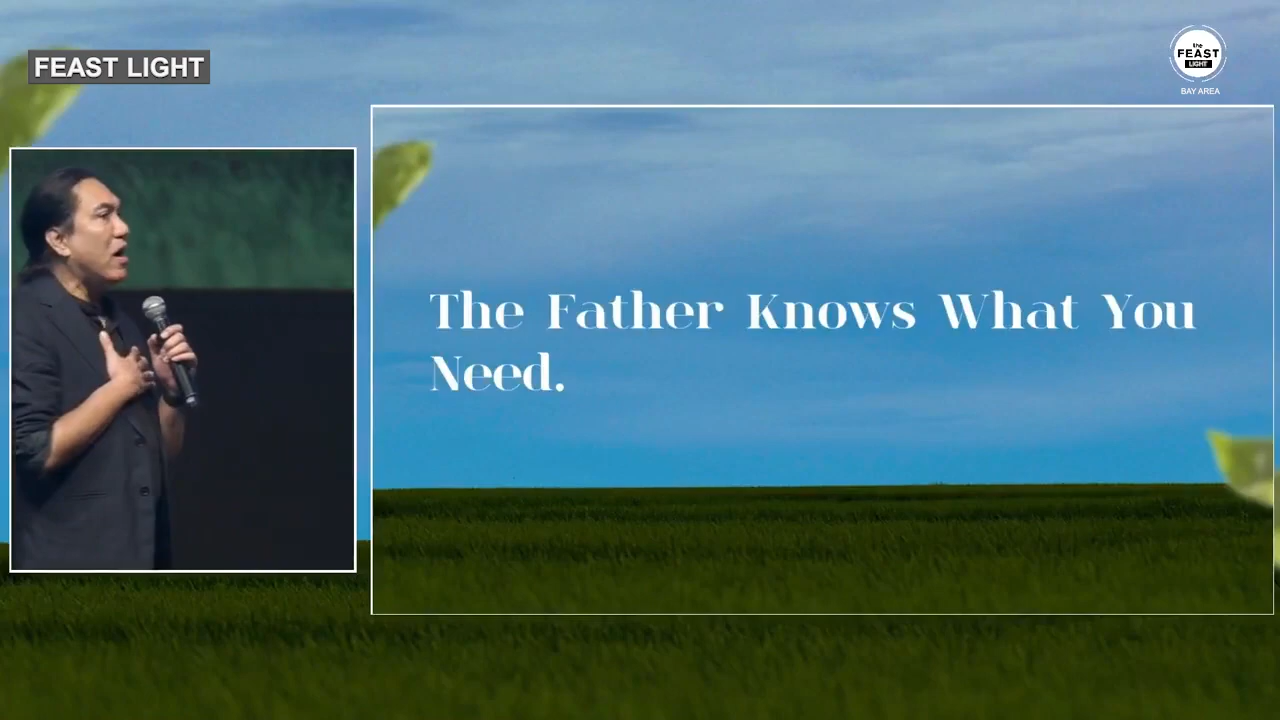 FEAST LIGHT
the
FEAST
LIGHT
BAY AREA
The Father Knows What You
Need.